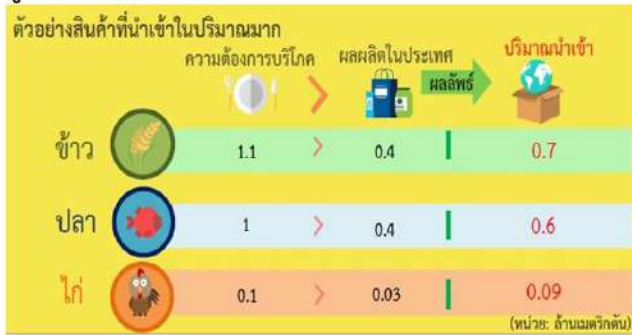 ตัวอย่างสินค้าที่นำเข้าในปริมาณมาก
ความต้องการบริโภค
ผลผลิตในประเทศ
ผลลัพธ์
ปริมาณนำเข้า
ข้าว 1.1 > 0.4 0.7
ปลา 1 > 0.4 0.6
ไก่ 0.1 > 0.03 0.09
(หน่วย: ล้านเมตริกตัน)